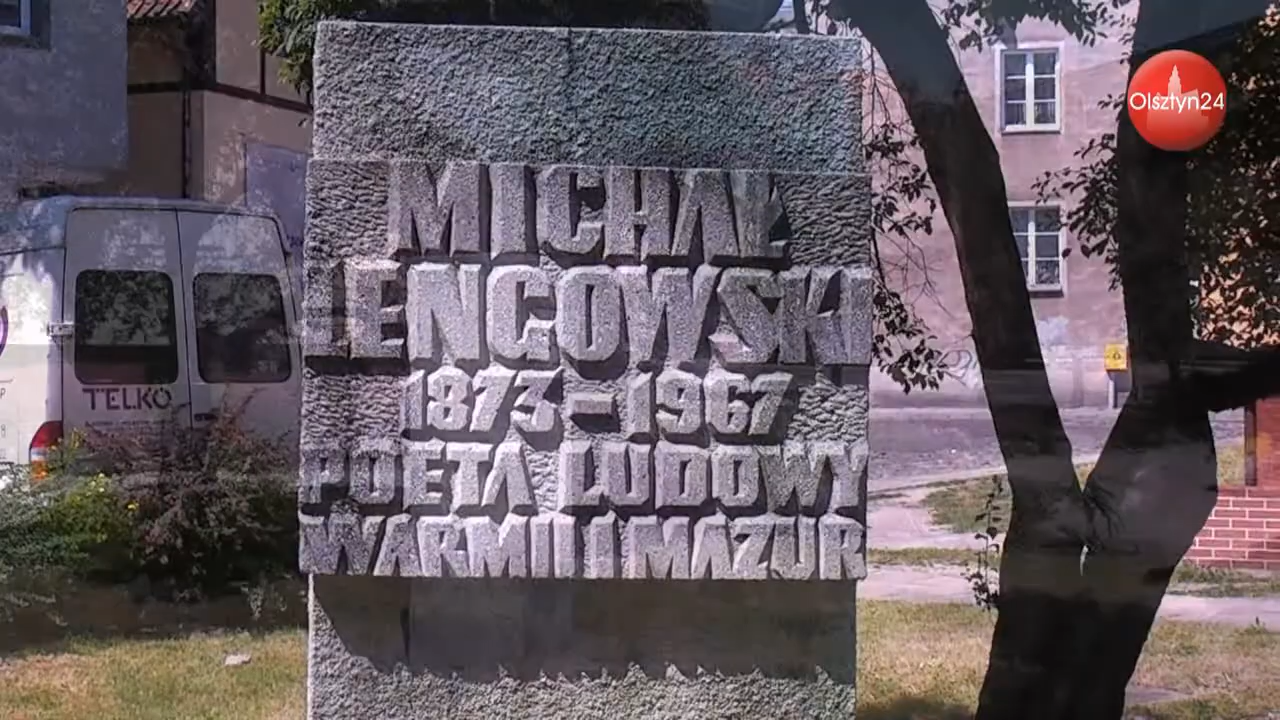 Olsztyn24
MICHAŁ
LENGOWSKI
1873-1967
POETA LUDOWY
WARMII I MAZUR
TELKO